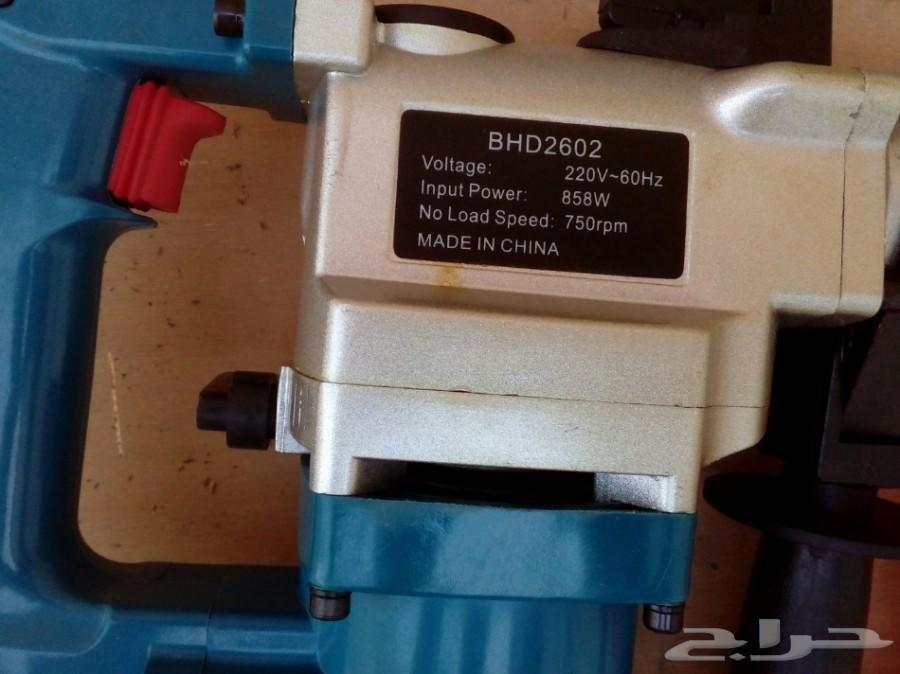 BHD2602
Voltage: 220V~60Hz
Input Power: 858W
No Load Speed: 750rpm
MADE IN CHINA
حراج